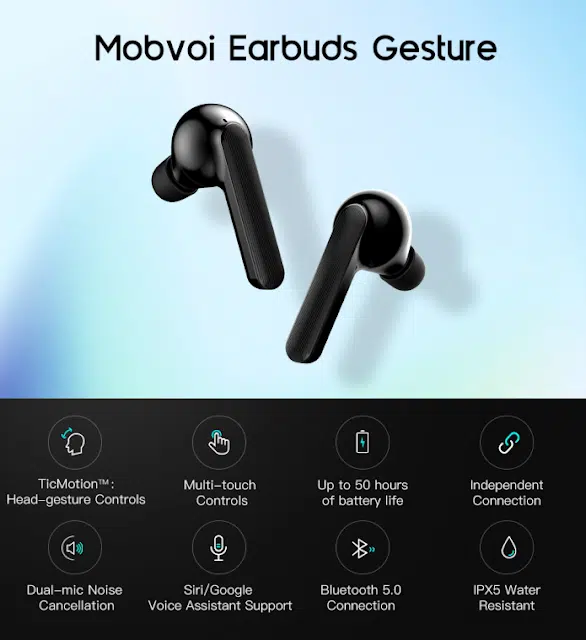 Mobvoi Earbuds Gesture
TicMotion™:
Head-gesture Controls
Multi-touch
Controls
Up to 50 hours
of battery life
Independent
Connection
Dual-mic Noise
Cancellation
Siri/Google
Voice Assistant Support
Bluetooth 5.0
Connection
IPX5 Water
Resistant